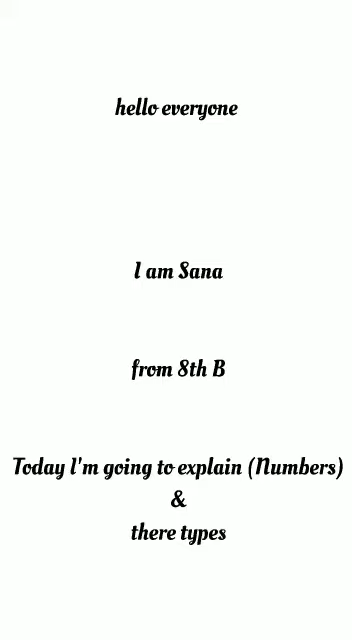 hello everyone
I am Sana
from 8th B
Today I'm going to explain (Numbers)
&
there types